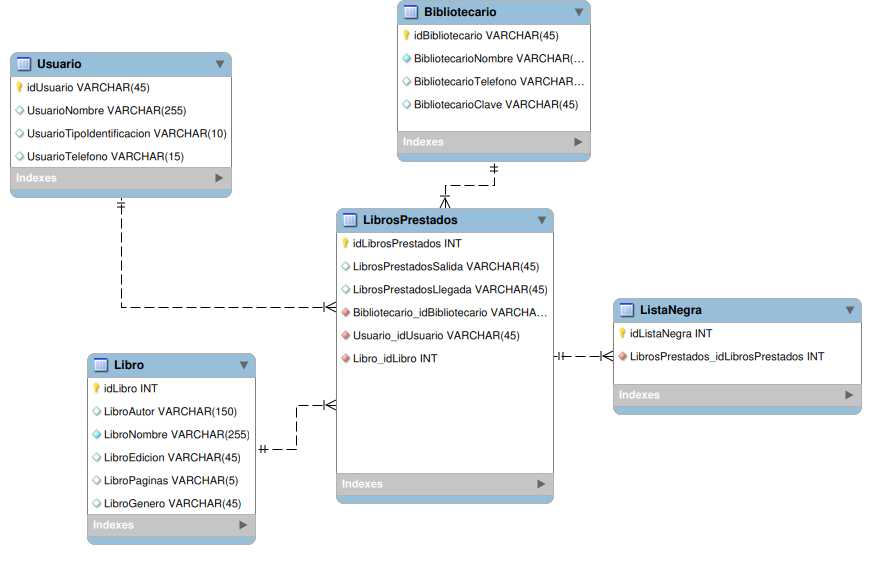 Bibliotecario
idBibliotecario VARCHAR(45)
BibliotecarioNombre VARCHAR(...
BibliotecarioTelefono VARCHAR...
BibliotecarioClave VARCHAR(45)
Indexes
Usuario
idUsuario VARCHAR(45)
UsuarioNombre VARCHAR(255)
UsuarioTipoIdentificacion VARCHAR(10)
UsuarioTelefono VARCHAR(15)
Indexes
LibrosPrestados
idLibrosPrestados INT
LibrosPrestadosSalida VARCHAR(45)
LibrosPrestadosLlegada VARCHAR(45)
Bibliotecario_idBibliotecario VARCHA...
Usuario_idUsuario VARCHAR(45)
Libro_idLibro INT
Indexes
ListaNegra
idListaNegra INT
LibrosPrestados_idLibrosPrestados INT
Indexes
Libro
idLibro INT
LibroAutor VARCHAR(150)
LibroNombre VARCHAR(255)
LibroEdicion VARCHAR(45)
LibroPaginas VARCHAR(5)
LibroGenero VARCHAR(45)
Indexes